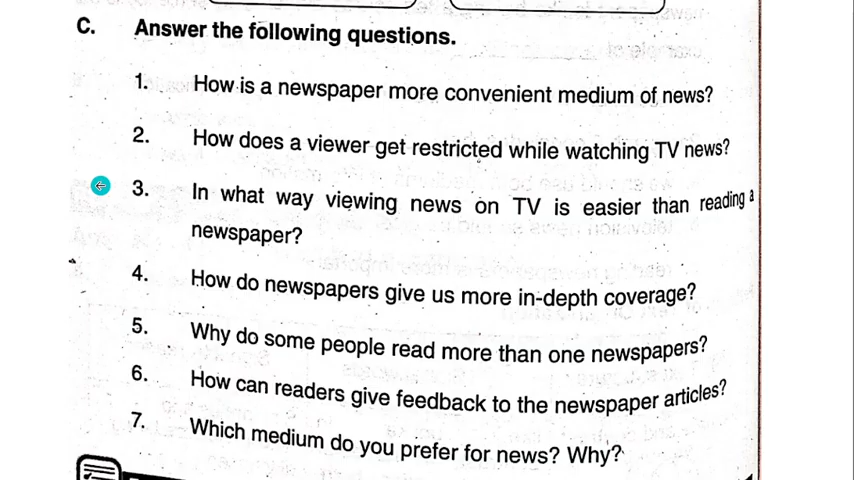 C. Answer the following questions.
1. How is a newspaper more convenient medium of news?
2. How does a viewer get restricted while watching TV news?
3. In what way viewing news on TV is easier than reading a
newspaper?
4. How do newspapers give us more in-depth coverage?
5. Why do some people read more than one newspapers?
6. How can readers give feedback to the newspaper articles?
7. Which medium do you prefer for news? Why?